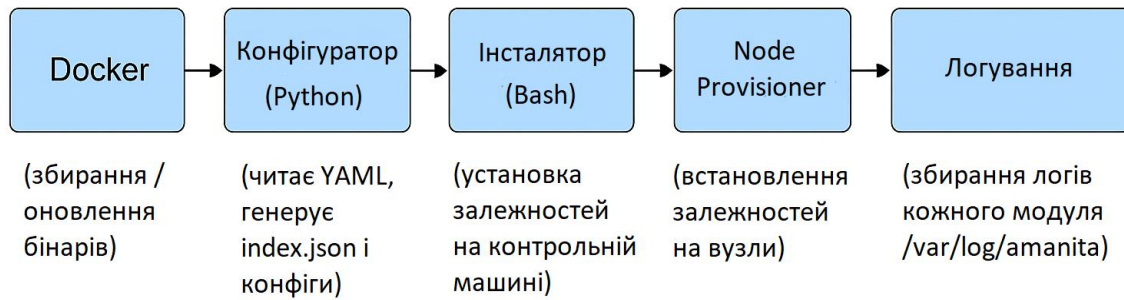 Docker
Конфігуратор
(Python)
Інсталятор
(Bash)
Node
Provisioner
Логування
(збирання /
оновлення
бінарів)
(читає YAML,
генерує
index.json і
конфіги)
(установка
залежностей
на контрольній
машині)
(встановлення
залежностей
на вузли)
(збирання логів
кожного модуля
/var/log/amanita)